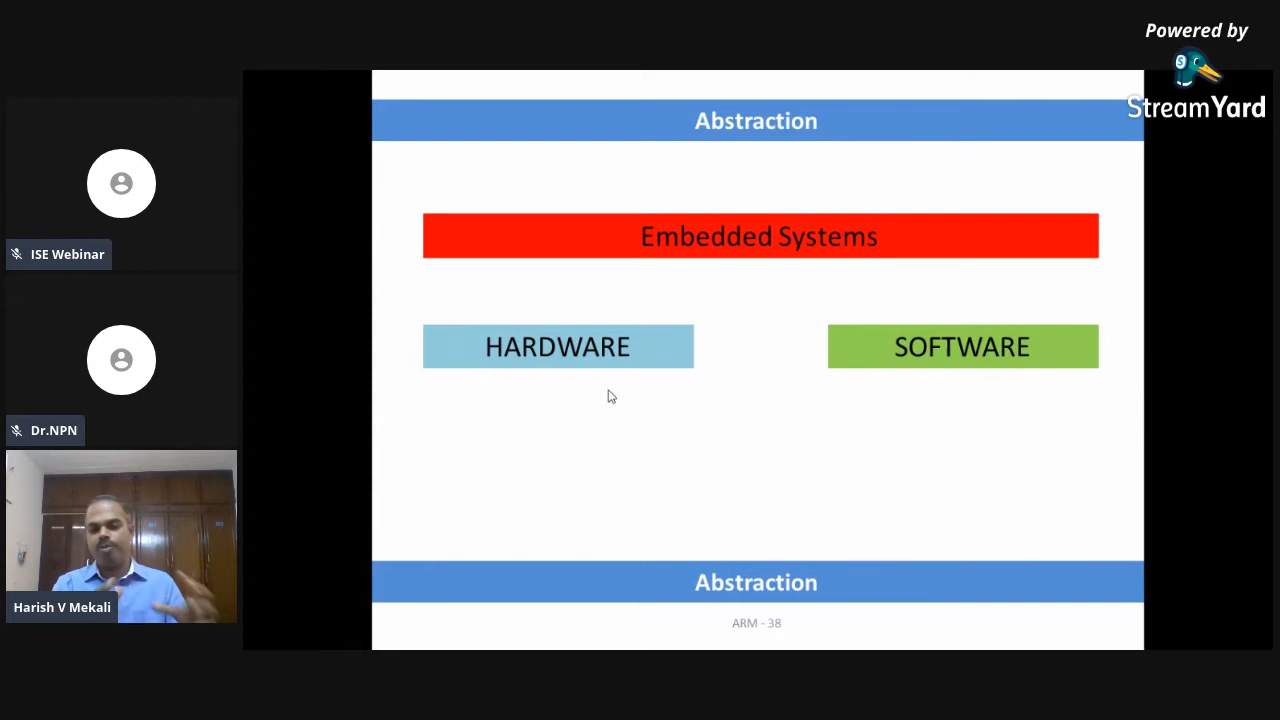 Powered by
StreamYard
Abstraction
Embedded Systems
HARDWARE
SOFTWARE
Abstraction
ARM - 38
ISE Webinar
Dr.NPN
Harish V Mekali